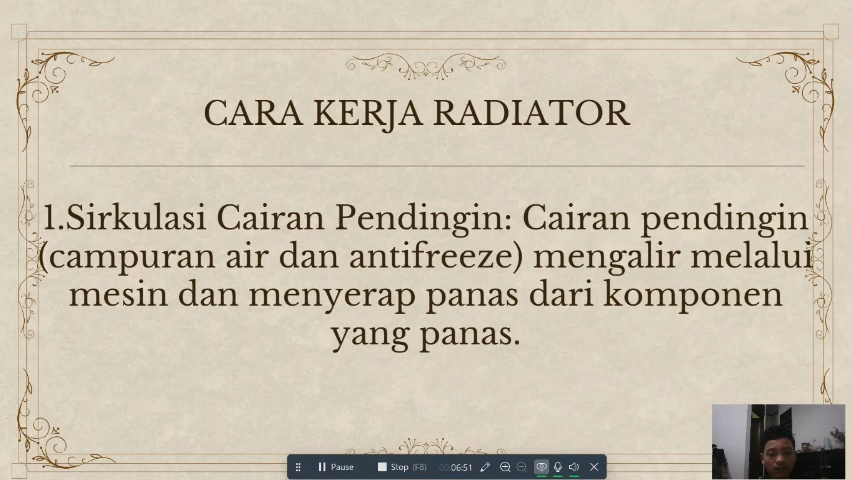 CARA KERJA RADIATOR
1.Sirkulasi Cairan Pendingin: Cairan pendingin
(campuran air dan antifreeze) mengalir melalui
mesin dan menyerap panas dari komponen
yang panas.
Pause Stop (F8) 00:06:51